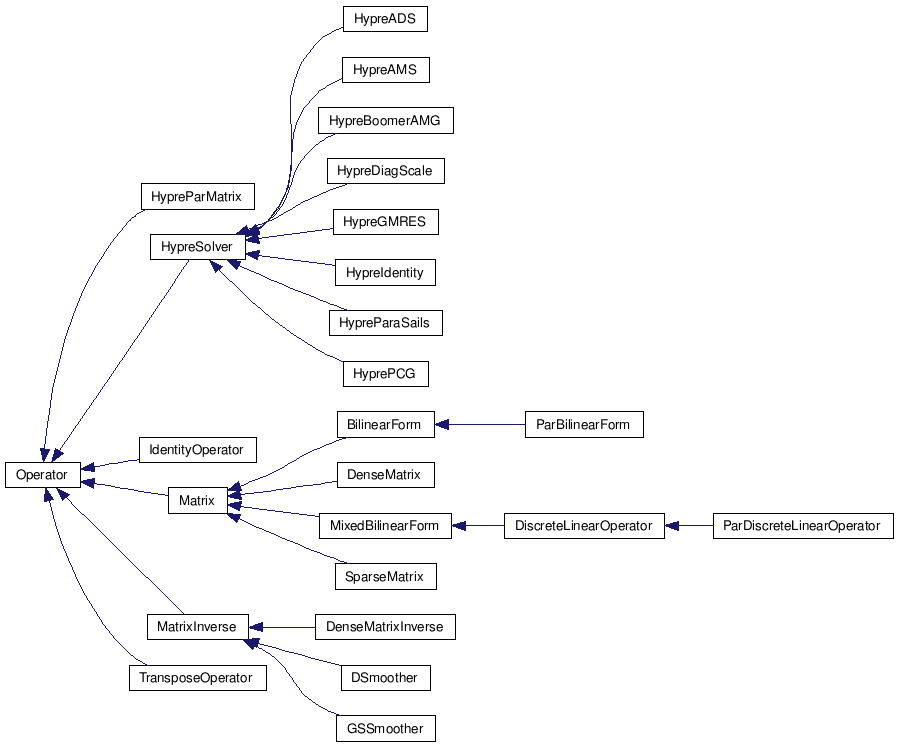 HypreADS
HypreAMS
HypreBoomerAMG
HypreDiagScale
HypreParMatrix
HypreGMRES
HypreSolver
HypreIdentity
HypreParaSails
HyprePCG
BilinearForm
ParBilinearForm
IdentityOperator
Operator
DenseMatrix
Matrix
MixedBilinearForm
DiscreteLinearOperator
ParDiscreteLinearOperator
SparseMatrix
MatrixInverse
DenseMatrixInverse
TransposeOperator
DSmoother
GSSmoother